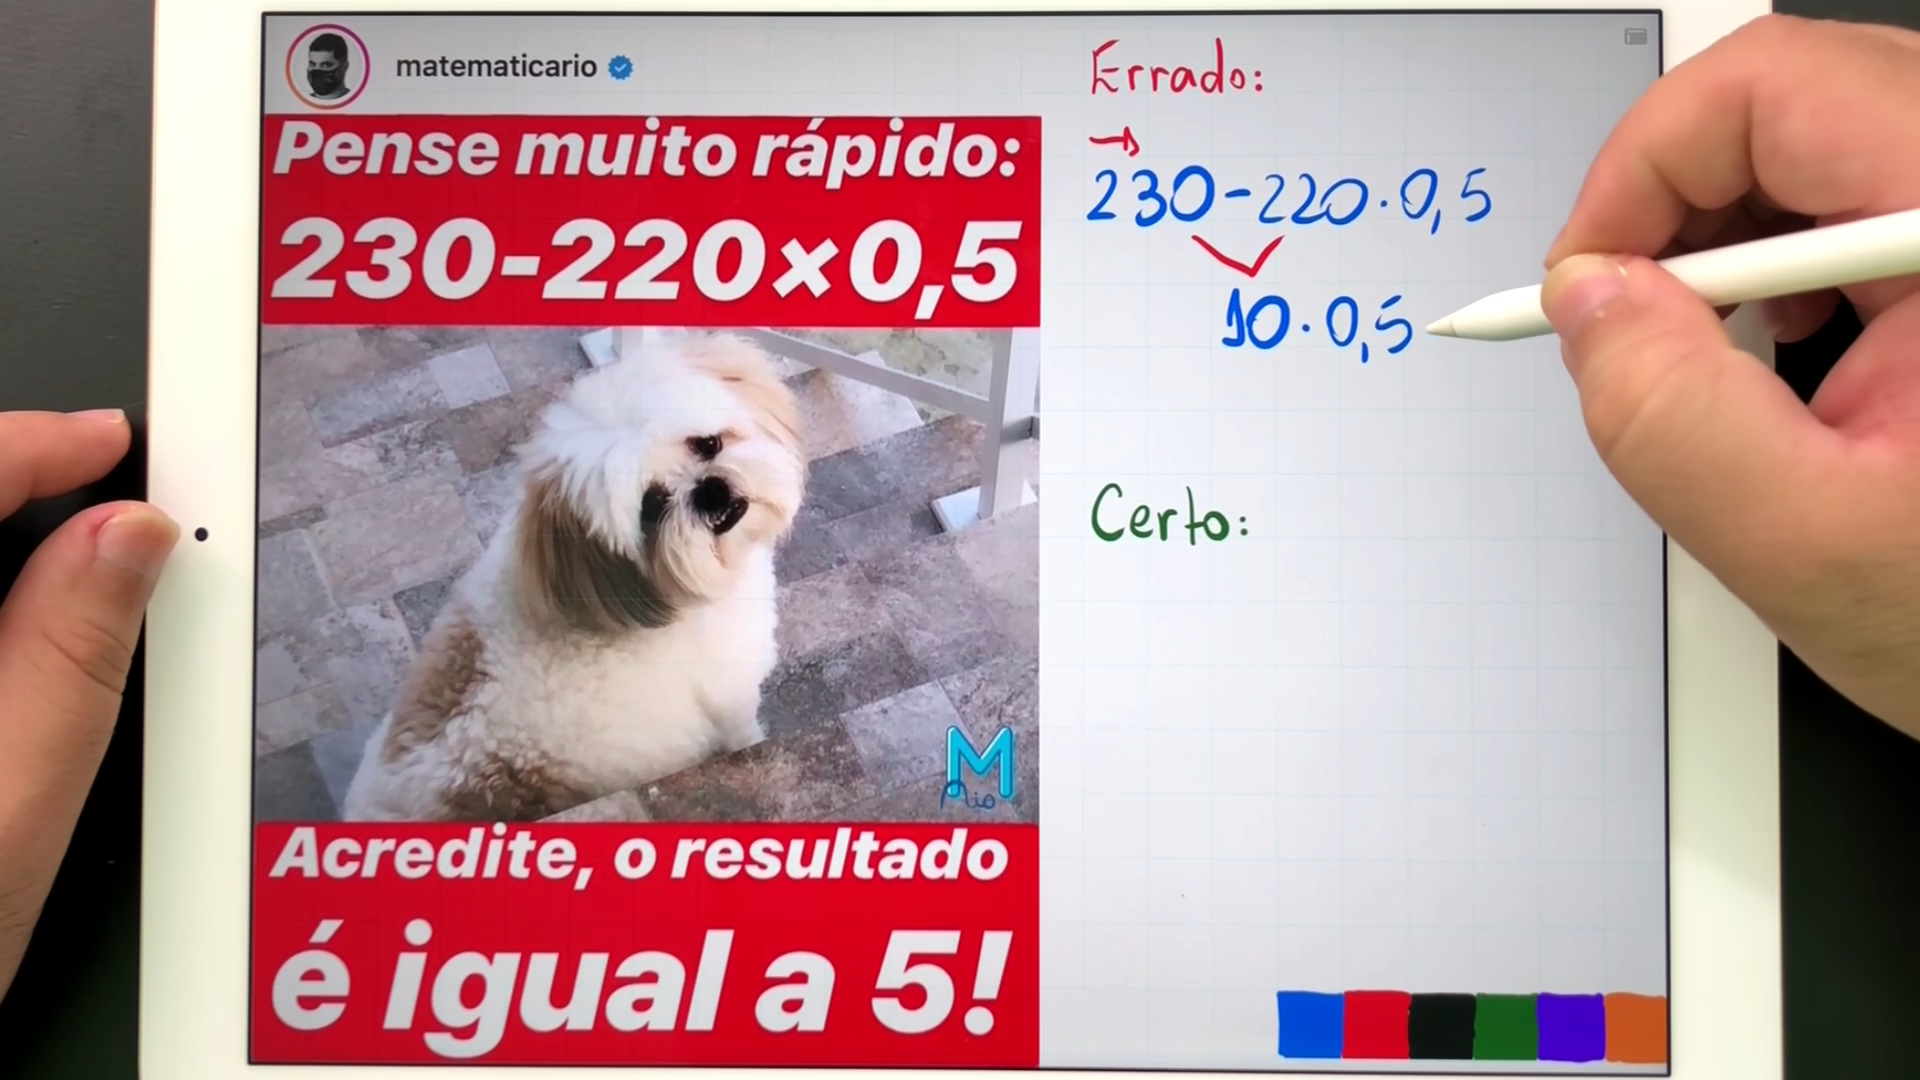 matematicario
Pense muito rápido:
230-220×0,5
M
Mio
Acredite, o resultado
é igual a 5!
Errado:
→
230-220·0,5
10·0,5
Certo: